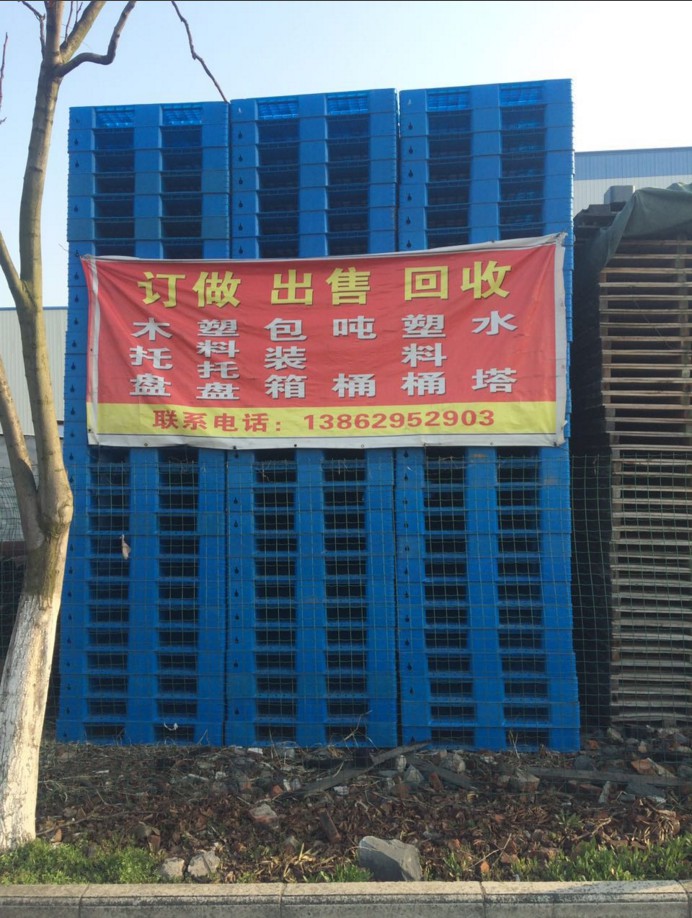 订做 出售 回收
木托盘 塑料托盘 包装箱 吨桶 塑料桶 水塔
联系电话：13862952903